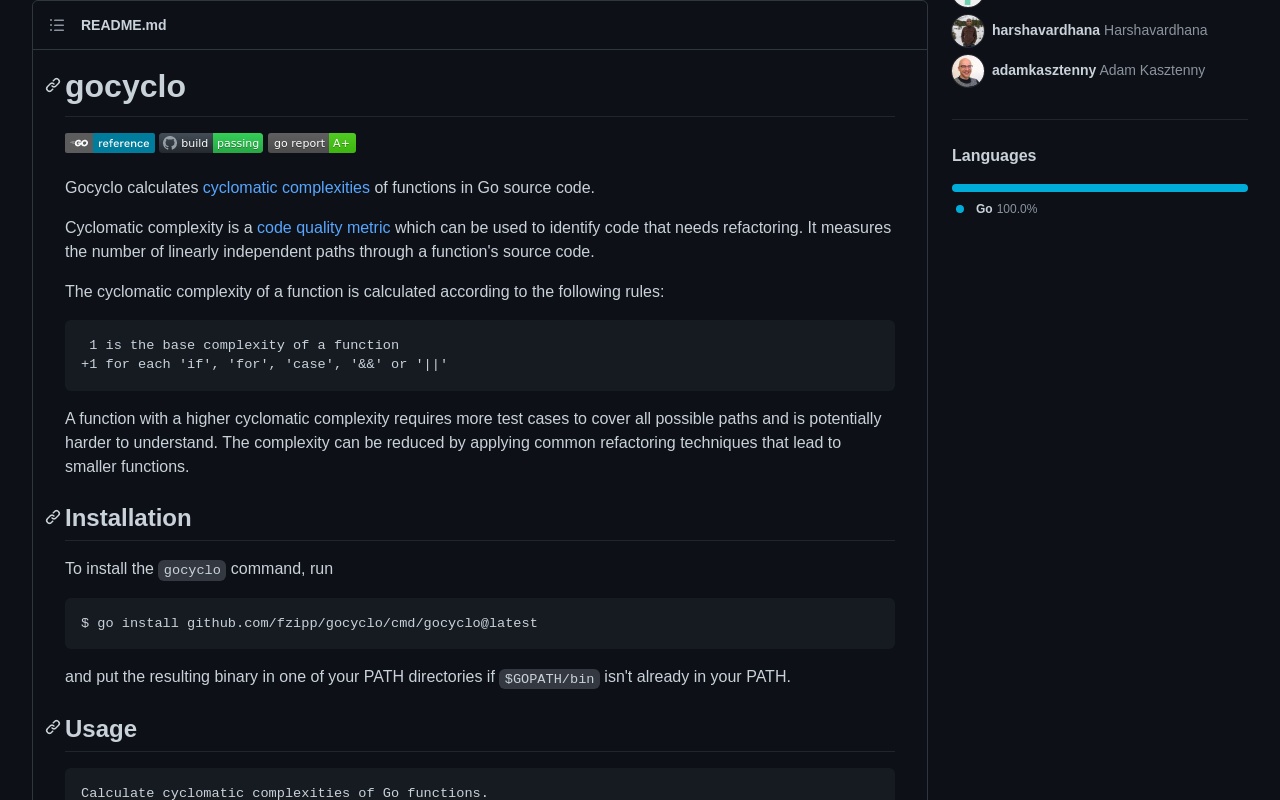 README.md
gocyclo
GO reference build passing go report A+
Gocyclo calculates cyclomatic complexities of functions in Go source code.
Cyclomatic complexity is a code quality metric which can be used to identify code that needs refactoring. It measures
the number of linearly independent paths through a function's source code.
The cyclomatic complexity of a function is calculated according to the following rules:
1 is the base complexity of a function
+1 for each 'if', 'for', 'case', '&&' or '||'
A function with a higher cyclomatic complexity requires more test cases to cover all possible paths and is potentially
harder to understand. The complexity can be reduced by applying common refactoring techniques that lead to
smaller functions.
Installation
To install the gocyclo command, run
$ go install github.com/fzipp/gocyclo/cmd/gocyclo@latest
and put the resulting binary in one of your PATH directories if $GOPATH/bin isn't already in your PATH.
Usage
Calculate cyclomatic complexities of Go functions.
harshavardhana Harshavardhana
adamkasztenny Adam Kasztenny
Languages
Go 100.0%